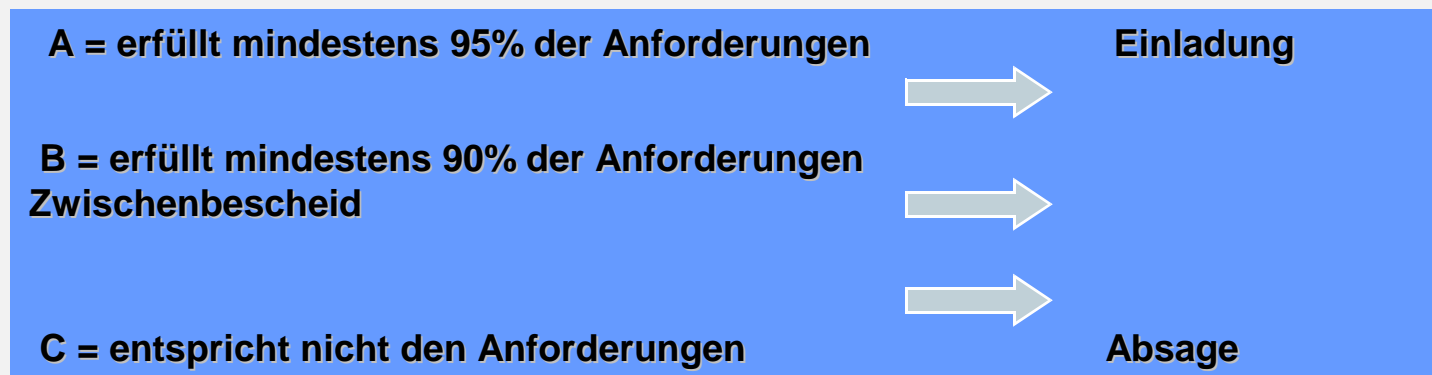 A = erfüllt mindestens 95% der Anforderungen Einladung
B = erfüllt mindestens 90% der Anforderungen
Zwischenbescheid
C = entspricht nicht den Anforderungen Absage